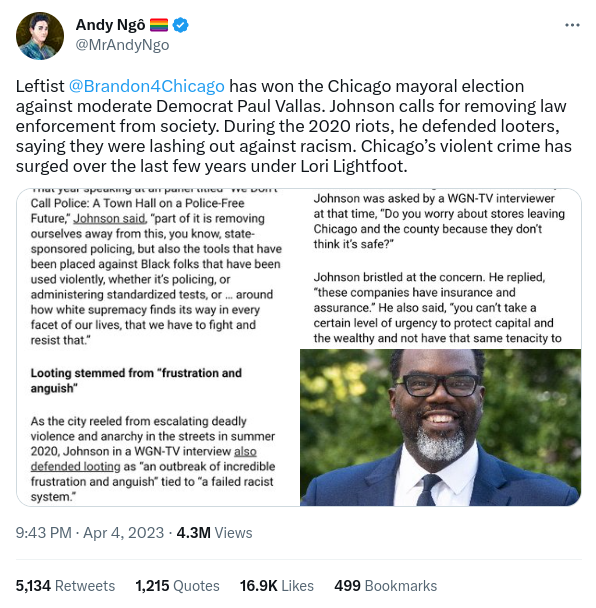 Andy Ngô 🏳️‍🌈
@MrAndyNgo
Leftist @Brandon4Chicago has won the Chicago mayoral election
against moderate Democrat Paul Vallas. Johnson calls for removing law
enforcement from society. During the 2020 riots, he defended looters,
saying they were lashing out against racism. Chicago’s violent crime has
surged over the last few years under Lori Lightfoot.
That year speaking at an panel titled “We Don’t
Call Police: A Town Hall on a Police-Free
Future,” Johnson said, “part of it is removing
ourselves away from this, you know, state-
sponsored policing, but also the tools that have
been placed against Black folks that have been
used violently, whether it’s policing, or
administering standardized tests, or … around
how white supremacy finds its way in every
facet of our lives, that we have to fight and
resist that.”
Looting stemmed from “frustration and
anguish”
As the city reeled from escalating deadly
violence and anarchy in the streets in summer
2020, Johnson in a WGN-TV interview also
defended looting as “an outbreak of incredible
frustration and anguish” tied to “a failed racist
system.”
Johnson was asked by a WGN-TV interviewer
at that time, “Do you worry about stores leaving
Chicago and the county because they don’t
think it’s safe?”
Johnson bristled at the concern. He replied,
“these companies have insurance and
assurance.” He also said, “you can’t take a
certain level of urgency to protect capital and
the wealthy and not have that same tenacity to
9:43 PM · Apr 4, 2023 · 4.3M Views
5,134 Retweets 1,215 Quotes 16.9K Likes 499 Bookmarks